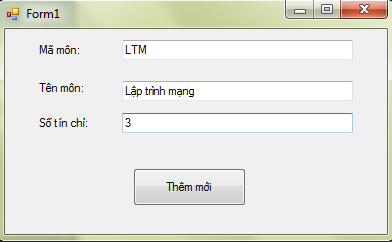 Form1
Mã môn: LTM
Tên môn: Lập trình mạng
Số tín chỉ: 3
Thêm mới